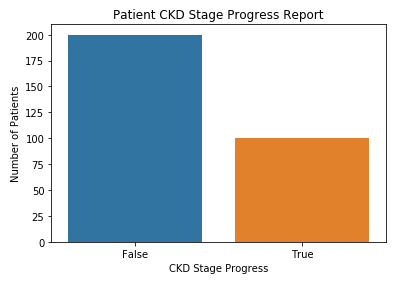 Patient CKD Stage Progress Report
Number of Patients
200
175
150
125
100
75
50
25
0
False True
CKD Stage Progress